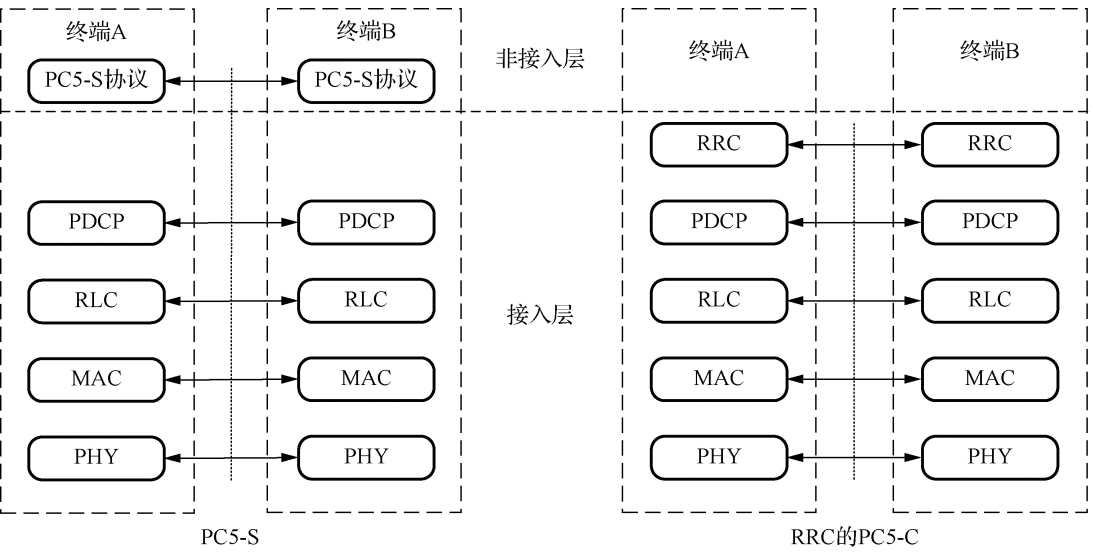 终端A 终端B 非接入层 终端A 终端B
PC5-S协议 PC5-S协议
RRC RRC
PDCP PDCP PDCP PDCP
RLC RLC 接入层 RLC RLC
MAC MAC MAC MAC
PHY PHY PHY PHY
PC5-S RRC的PC5-C